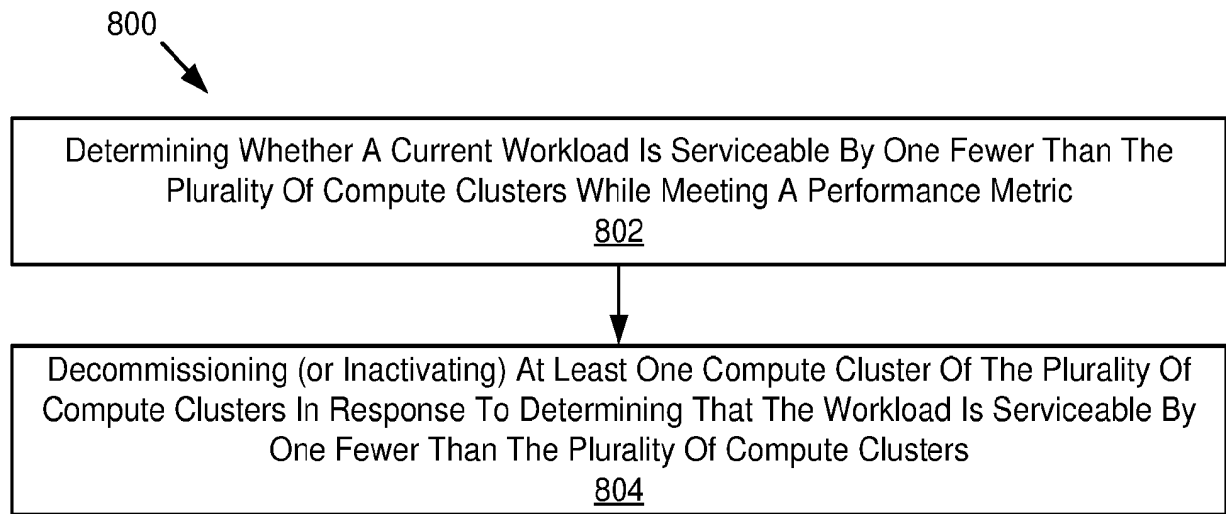 800
Determining Whether A Current Workload Is Serviceable By One Fewer Than The
Plurality Of Compute Clusters While Meeting A Performance Metric
802
Decommissioning (or Inactivating) At Least One Compute Cluster Of The Plurality Of
Compute Clusters In Response To Determining That The Workload Is Serviceable By
One Fewer Than The Plurality Of Compute Clusters
804